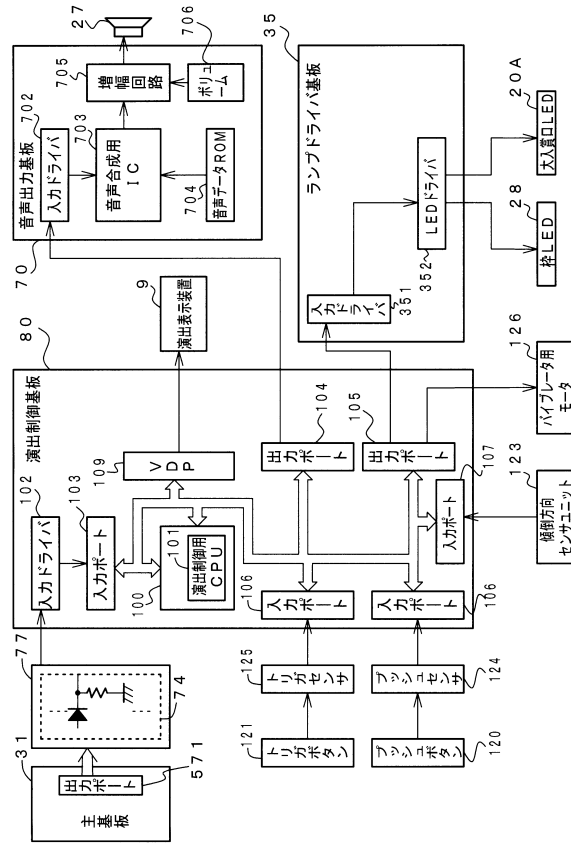 31
主基板
出力ポート
571
77
74
演出制御基板
80
102
入力ドライバ
103
入力ポート
100
101
演出制御用
CPU
109
VDP
9
演出表示装置
104
出力ポート
105
出力ポート
106
入力ポート
106
入力ポート
107
入力ポート
121
トリガボタン
125
トリガセンサ
120
プッシュボタン
124
プッシュセンサ
123
傾倒方向
センサユニット
126
バイブレータ用
モータ
70
音声出力基板
702
入力ドライバ
703
音声合成用
IC
704
音声データROM
705
増幅
回路
706
ボリュ
ーム
27
35
ランプドライバ基板
351
入力ドライバ
352
LEDドライバ
28
枠LED
20A
大入賞口LED